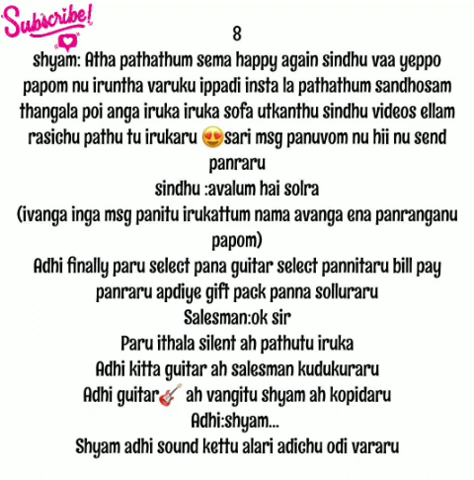 Subscribe!
8
shyam: Atha pathathum sema happy again sindhu vaa yeppo
papom nu iruntha varuku ippadi insta la pathathum sandhosam
thangala poi anga iruka iruka sofa utkanthu sindhu videos ellam
rasichu pathu tu irukaru 😍sari msg panuvom nu hii nu send
panraru
sindhu :avalum hai solra
(ivanga inga msg panitu irukattum nama avanga ena panranganu
papom)
Adhi finally paru select pana guitar select pannitaru bill pay
panraru apdiye gift pack panna solluraru
Salesman:ok sir
Paru ithala silent ah pathutu iruka
Adhi kitta guitar ah salesman kudukuraru
Adhi guitar🎸 ah vangitu shyam ah kopidaru
Adhi:shyam...
Shyam adhi sound kettu alari adichu odi vararu